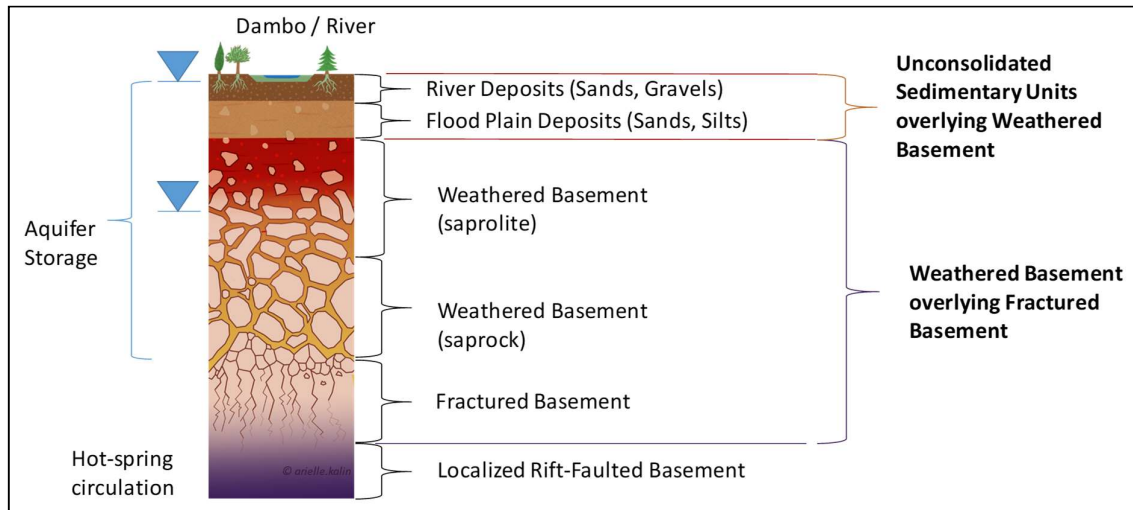 Dambo / River
River Deposits (Sands, Gravels)
Flood Plain Deposits (Sands, Silts)
Unconsolidated
Sedimentary Units
overlying Weathered
Basement
Aquifer
Storage
Weathered Basement
(saprolite)
Weathered Basement
(saprock)
Weathered Basement
overlying Fractured
Basement
Fractured Basement
Hot-spring
circulation
© arielle.kalin
Localized Rift-Faulted Basement